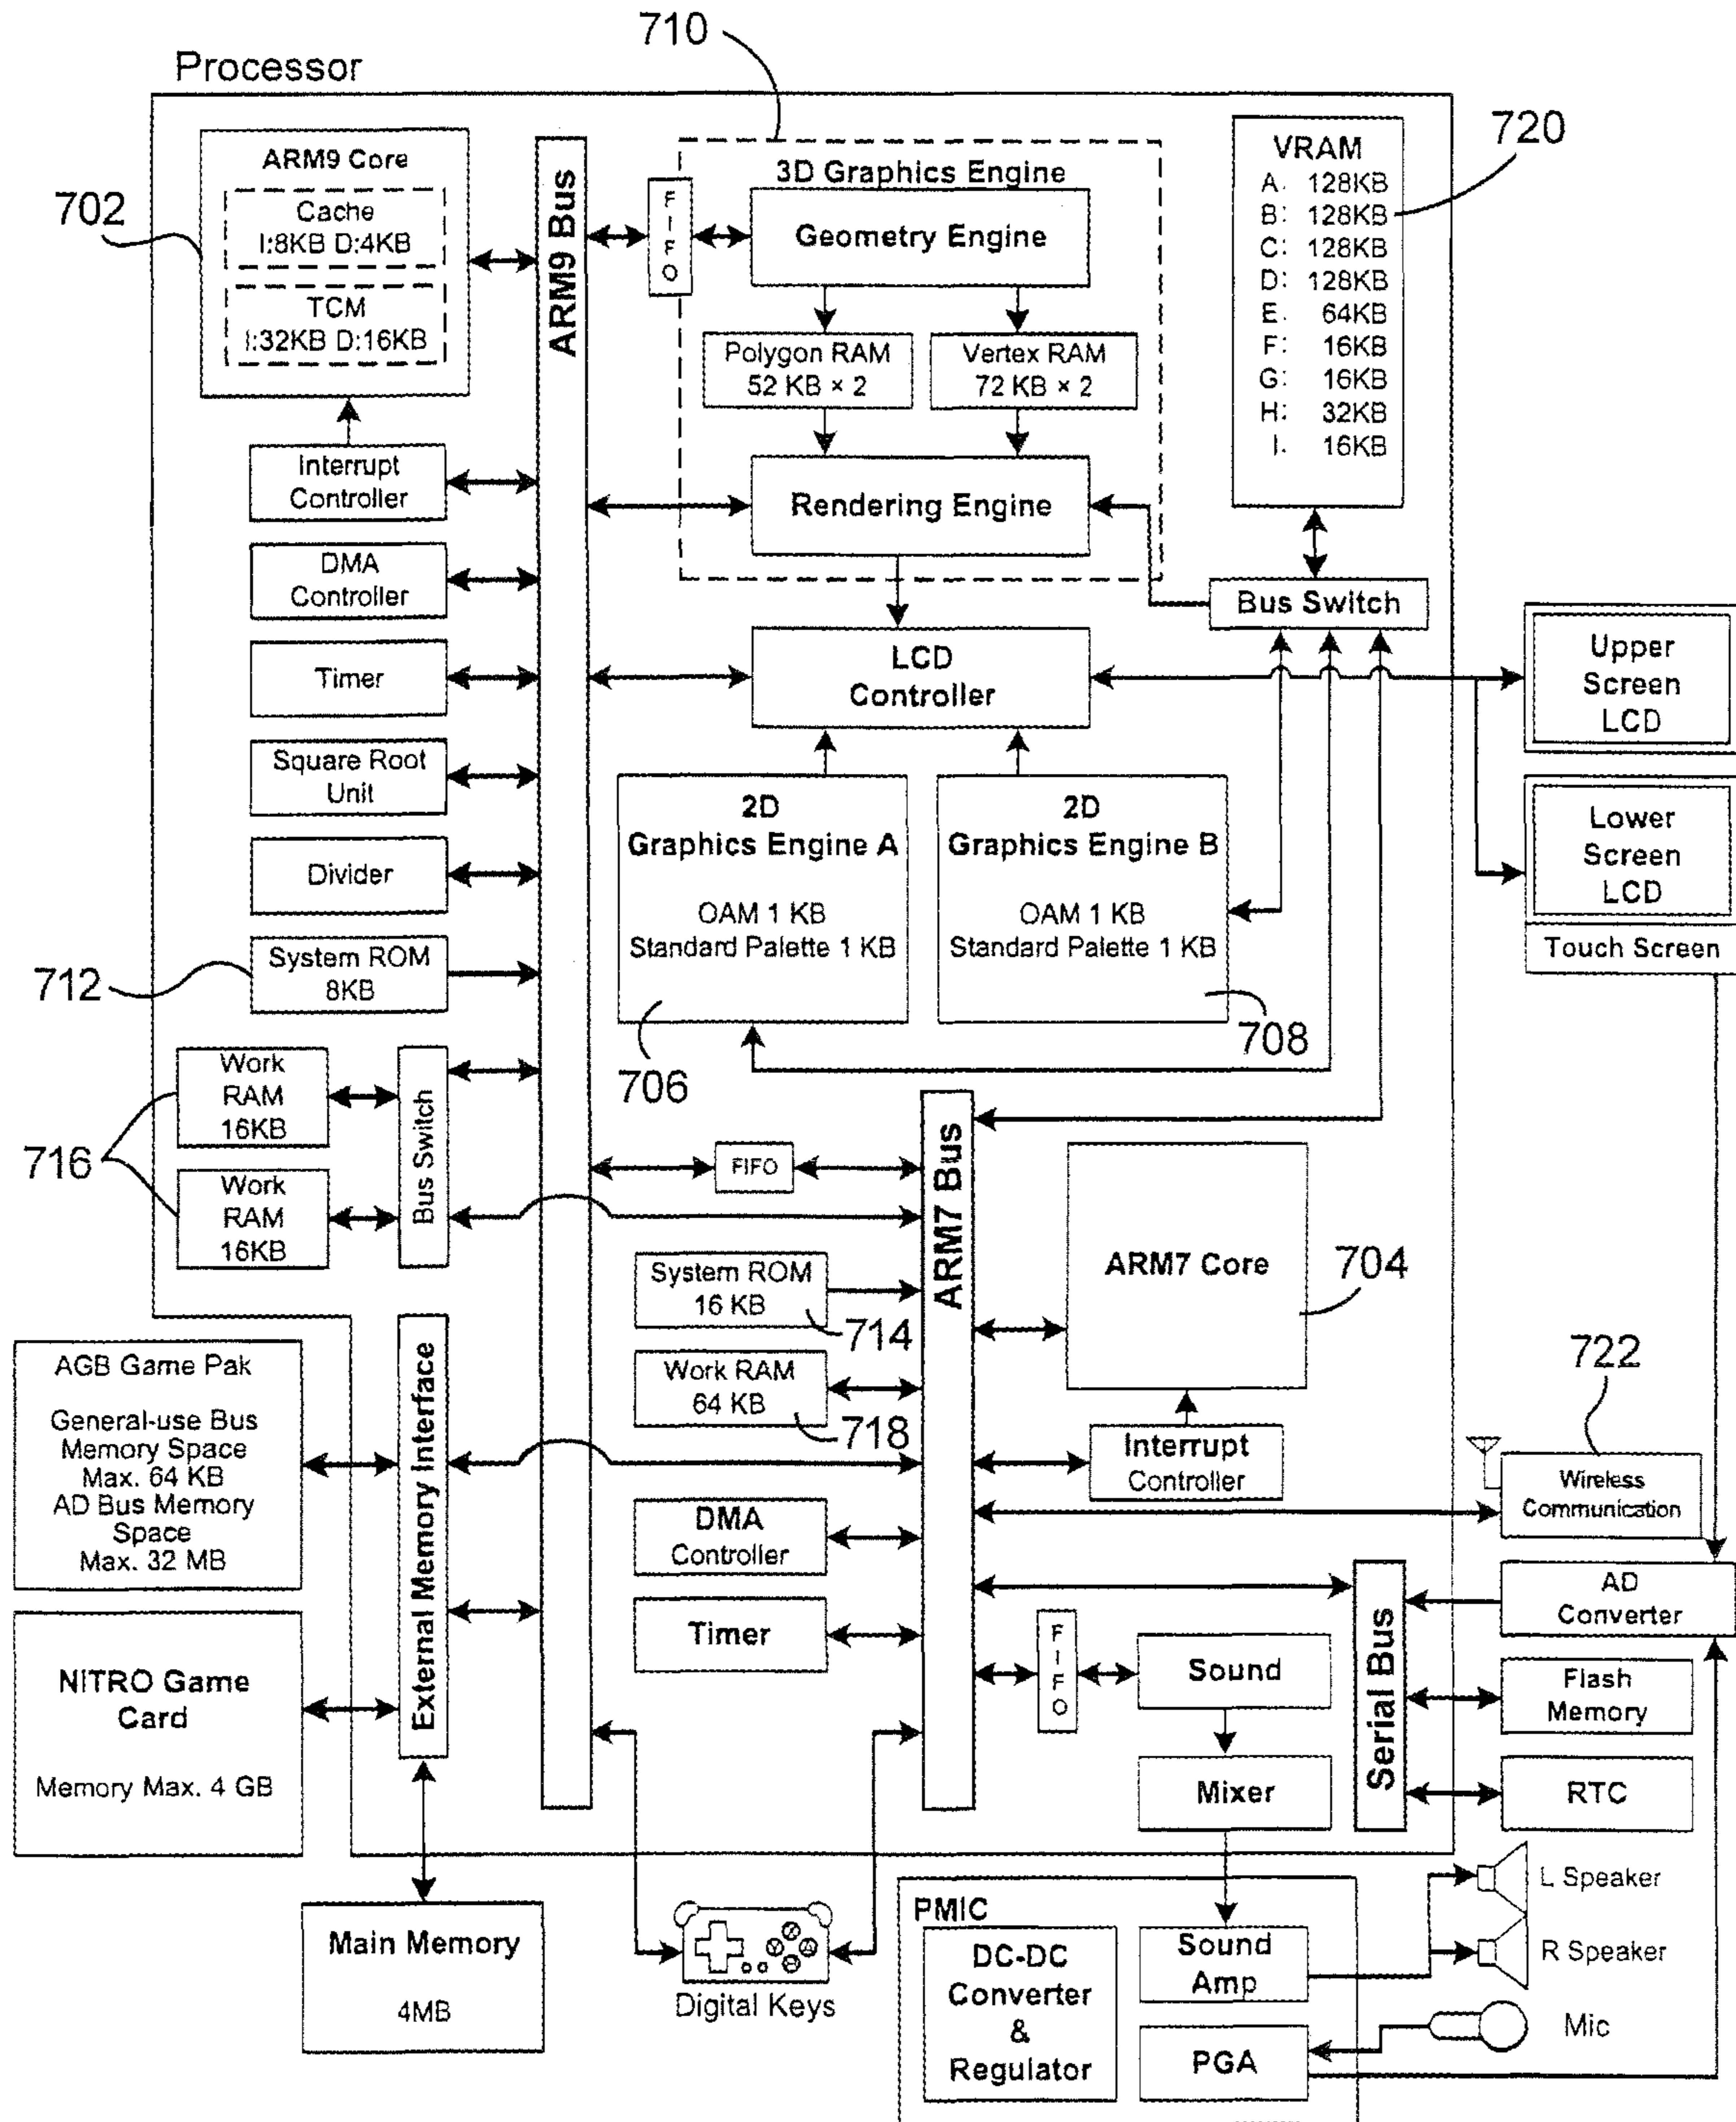 710
Processor
ARM9 Core
Cache
I:8KB D:4KB
TCM
I:32KB D:16KB
702
ARM9 Bus
FIFO
3D Graphics Engine
Geometry Engine
Polygon RAM
52 KB × 2
Vertex RAM
72 KB × 2
Rendering Engine
VRAM
A: 128KB
B: 128KB
C: 128KB
D: 128KB
E: 64KB
F: 16KB
G: 16KB
H: 32KB
I: 16KB
720
Interrupt
Controller
DMA
Controller
Timer
Square Root
Unit
Divider
System ROM
8KB
712
Bus Switch
LCD
Controller
Upper
Screen
LCD
Lower
Screen
LCD
Touch Screen
2D
Graphics Engine A
OAM 1 KB
Standard Palette 1 KB
706
2D
Graphics Engine B
OAM 1 KB
Standard Palette 1 KB
708
Work
RAM
16KB
716
Work
RAM
16KB
Bus Switch
FIFO
ARM7 Bus
ARM7 Core
704
System ROM
16 KB
714
Work RAM
64 KB
718
Interrupt
Controller
722
Wireless
Communication
AGB Game Pak
General-use Bus
Memory Space
Max. 64 KB
AD Bus Memory
Space
Max. 32 MB
External Memory Interface
DMA
Controller
Timer
AD
Converter
NITRO Game
Card
Memory Max. 4 GB
FIFO
Sound
Mixer
Serial Bus
Flash
Memory
RTC
Main Memory
4MB
Digital Keys
PMIC
DC-DC
Converter
&
Regulator
Sound
Amp
PGA
L Speaker
R Speaker
Mic